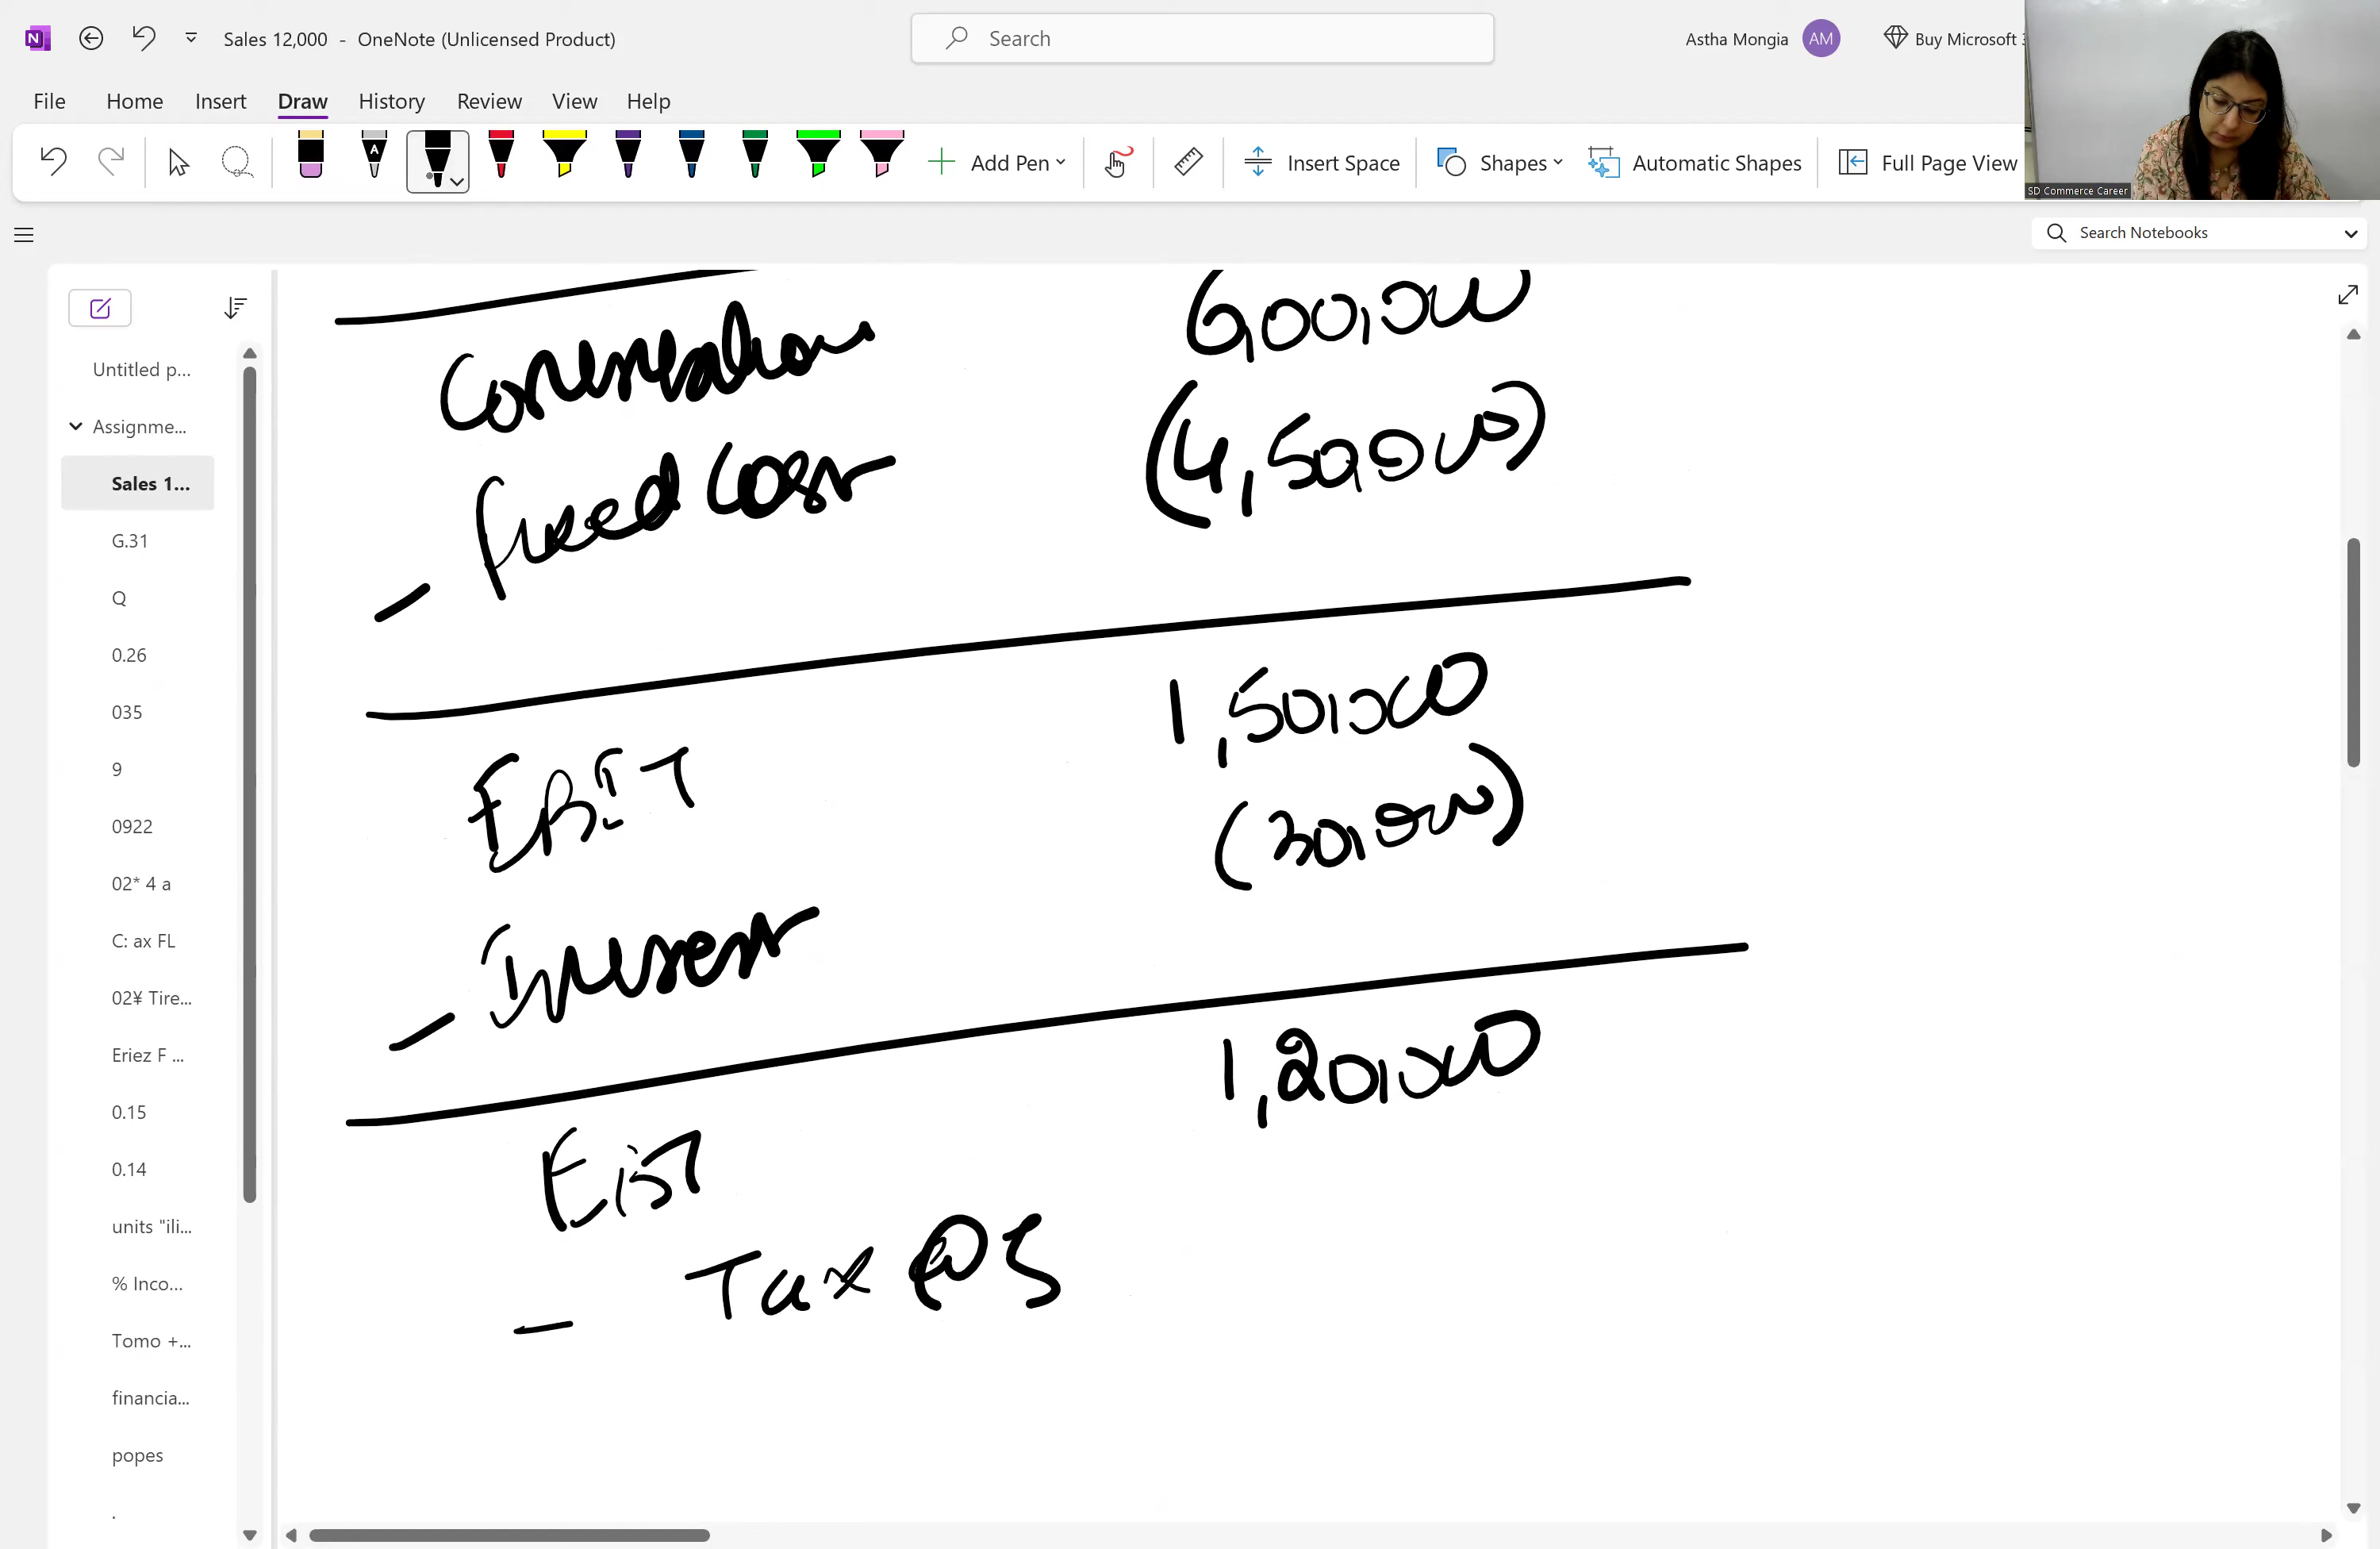 Sales 12,000 - OneNote (Unlicensed Product)
Search
Astha Mongia AM
Buy Microsoft 3
File Home Insert Draw History Review View Help
A
Add Pen Insert Space Shapes Automatic Shapes Full Page View
SD Commerce Career
Search Notebooks
Untitled p...
Assignme...
Sales 1...
G.31
Q
0.26
035
9
0922
02* 4 a
C: ax FL
02¥ Tire...
Eriez F ...
0.15
0.14
units "ili...
% Inco...
Tomo +...
financia...
popes
.
Contribution 6,00,000
- fixed Cost (4,50,000)
EBIT 1,50,000
- Interest (30,000)
EBT 1,20,000
- Tax @ 5